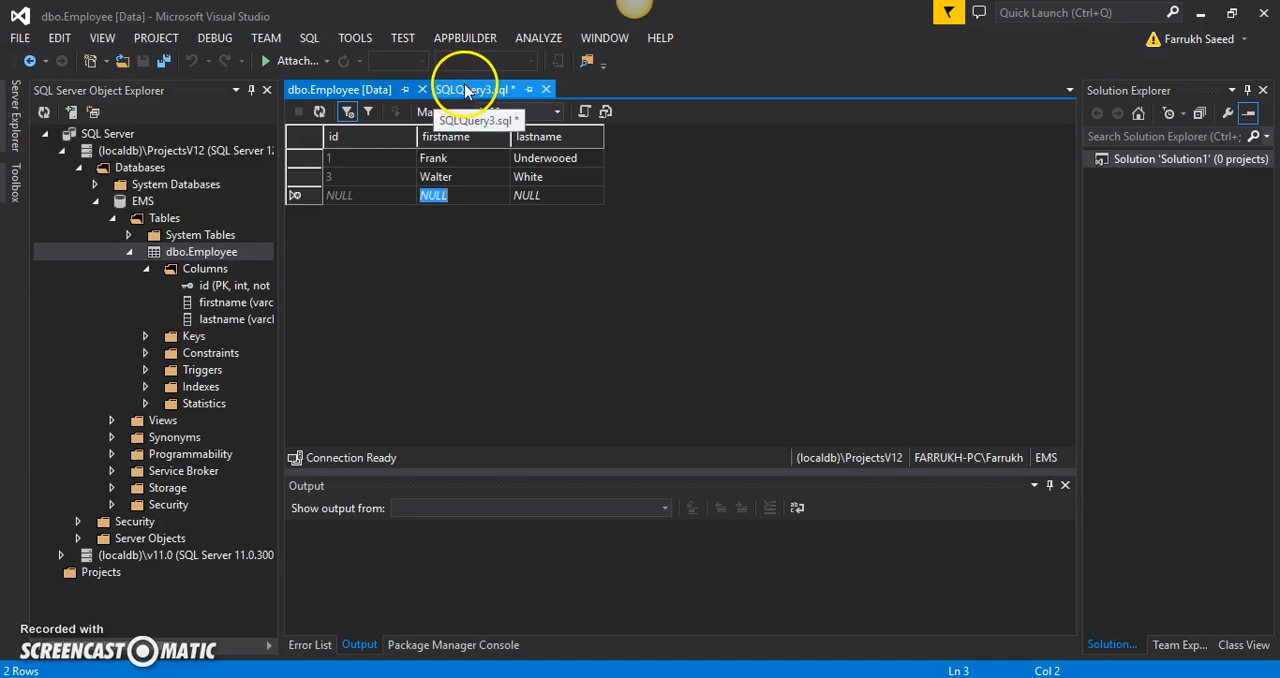 dbo.Employee [Data] - Microsoft Visual Studio
Quick Launch (Ctrl+Q)
FILE EDIT VIEW PROJECT DEBUG TEAM SQL TOOLS TEST APPBUILDER ANALYZE WINDOW HELP
Farrukh Saeed
Attach...
Server Explorer
Toolbox
SQL Server Object Explorer
SQL Server
(localdb)\ProjectsV12 (SQL Server 12
Databases
System Databases
EMS
Tables
System Tables
dbo.Employee
Columns
id (PK, int, not
firstname (varc
lastname (varcl
Keys
Constraints
Triggers
Indexes
Statistics
Views
Synonyms
Programmability
Service Broker
Storage
Security
Security
Server Objects
(localdb)\v11.0 (SQL Server 11.0.300
Projects
dbo.Employee [Data]
SQLQuery3.sql *
SQLQuery3.sql *
id firstname lastname
1 Frank Underwooed
3 Walter White
NULL NULL NULL
Connection Ready
(localdb)\ProjectsV12 FARRUKH-PC\Farrukh EMS
Output
Show output from:
Error List Output Package Manager Console
Solution Explorer
Search Solution Explorer (Ctrl+;
Solution 'Solution1' (0 projects)
Solution... Team Exp... Class View
Recorded with
SCREENCAST MATIC
2 Rows Ln 3 Col 2